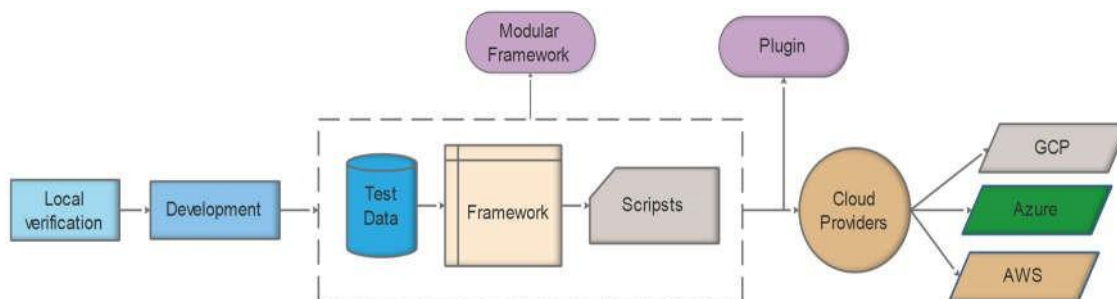 Modular
Framework
Plugin
Local
verification
Development
Test
Data
Framework
Scripsts
Cloud
Providers
GCP
Azure
AWS